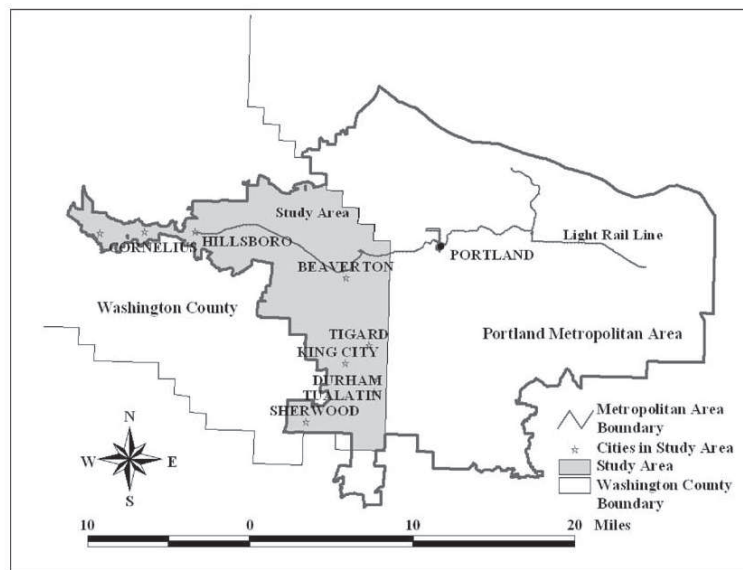 Study Area
CORNELIUS
HILLSBORO
Light Rail Line
PORTLAND
BEAVERTON
Washington County
TIGARD
Portland Metropolitan Area
KING CITY
DURHAM
TUALATIN
SHERWOOD
Metropolitan Area
Boundary
Cities in Study Area
Study Area
Washington County
Boundary
N
W E
S
10 0 10 20 Miles